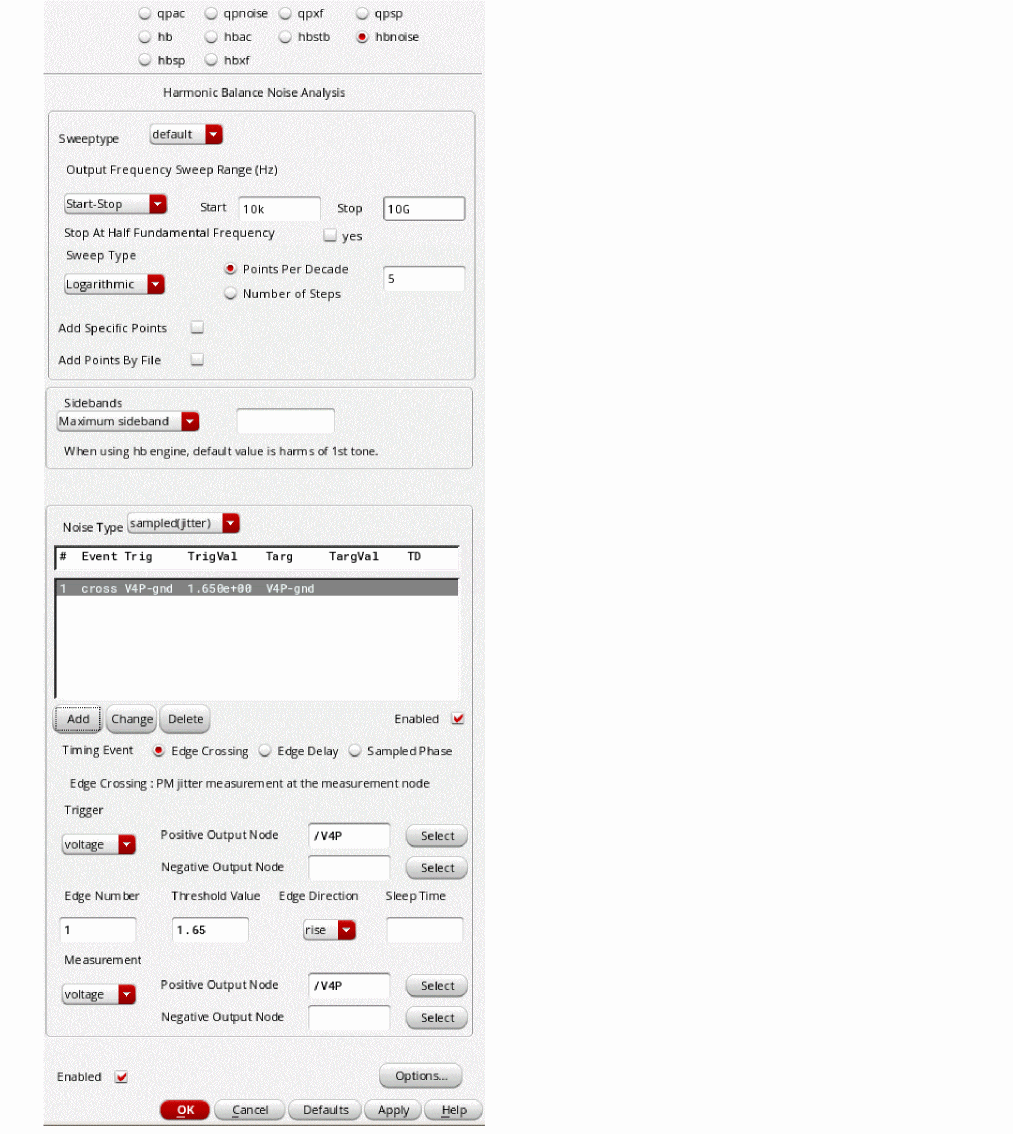 qpac qpnoise qpxf qpsp
hb hbac hbstb hbnoise
hbsp hbxf
Harmonic Balance Noise Analysis
Sweeptype default
Output Frequency Sweep Range (Hz)
Start-Stop Start 10k Stop 10G
Stop At Half Fundamental Frequency yes
Sweep Type
Points Per Decade
Logarithmic 5
Number of Steps
Add Specific Points
Add Points By File
Sidebands
Maximum sideband
When using hb engine, default value is harms of 1st tone.
Noise Type sampled(jitter)
# Event Trig TrigVal Targ TargVal TD
1 cross V4P-gnd 1.650e+00 V4P-gnd
Add Change Delete Enabled
Timing Event Edge Crossing Edge Delay Sampled Phase
Edge Crossing : PM jitter measurement at the measurement node
Trigger
voltage Positive Output Node /V4P Select
Negative Output Node Select
Edge Number Threshold Value Edge Direction Sleep Time
1 1.65 rise
Measurement
voltage Positive Output Node /V4P Select
Negative Output Node Select
Enabled Options...
OK Cancel Defaults Apply Help